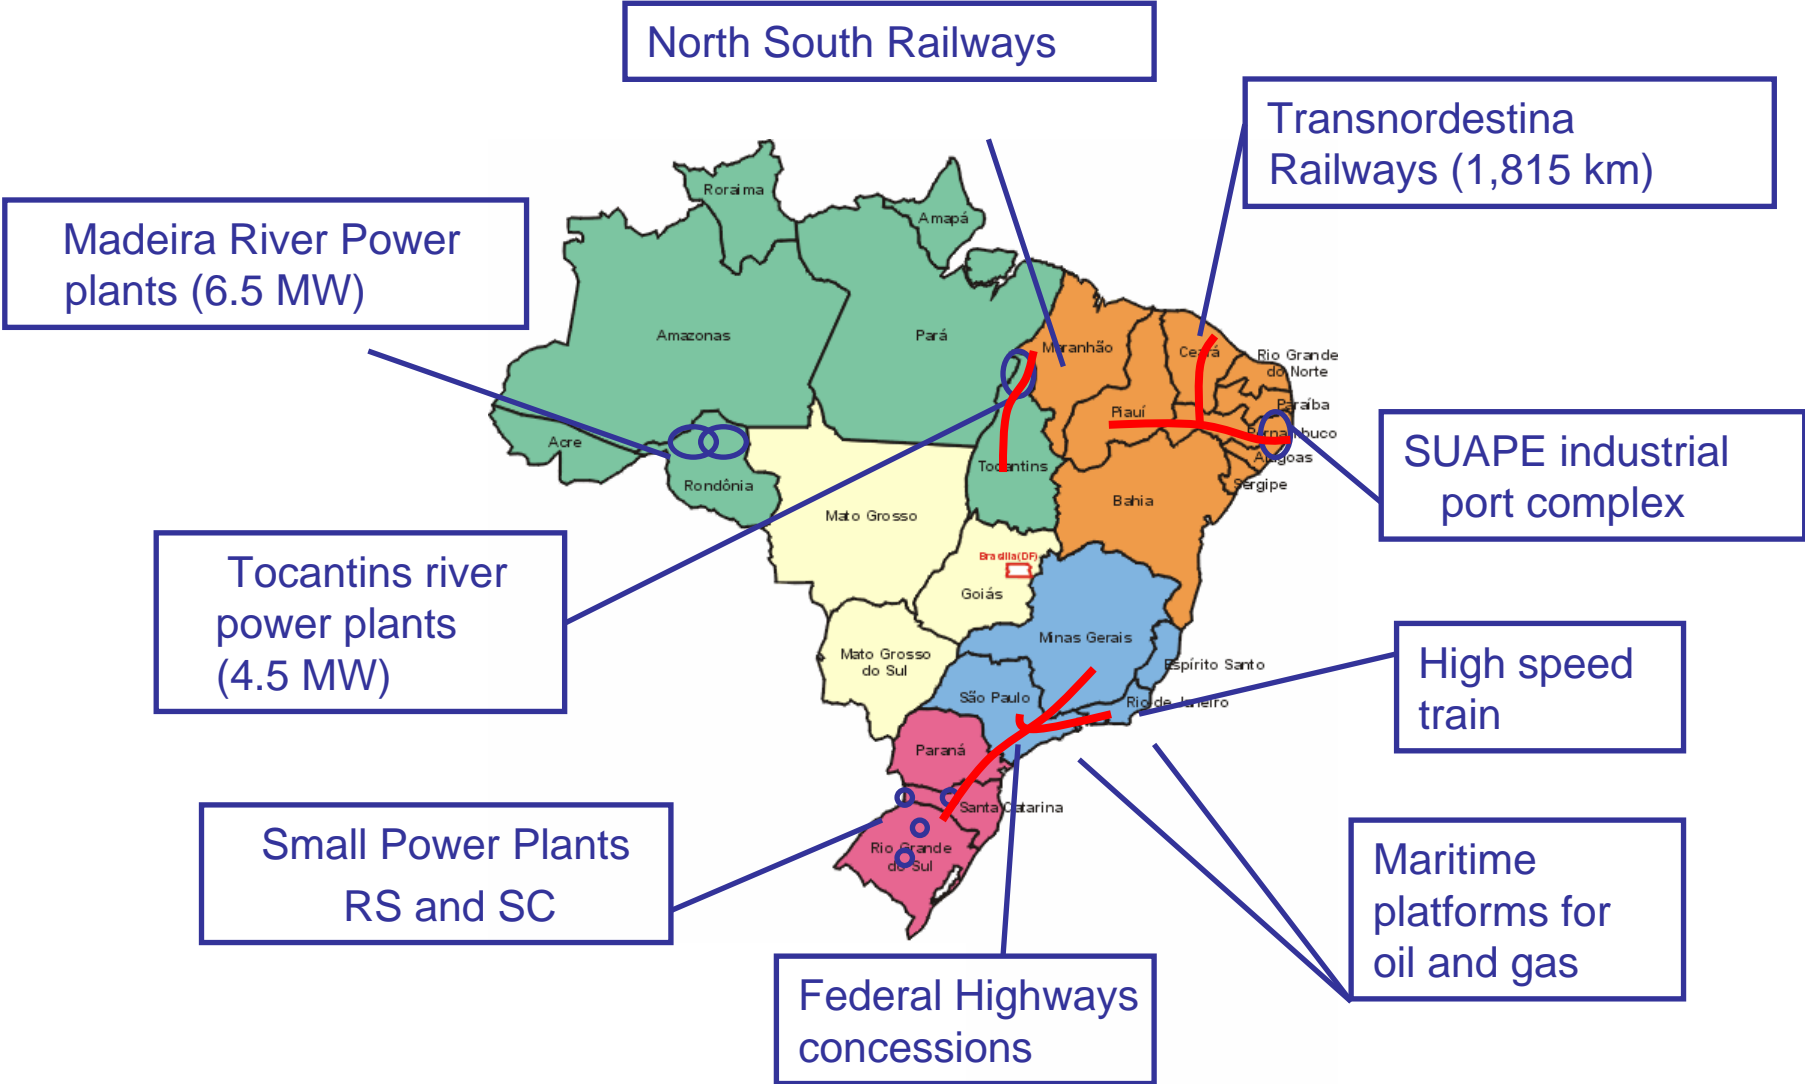 North South Railways
Transnordestina
Railways (1,815 km)
Madeira River Power
plants (6.5 MW)
Roraima
Amapá
Amazonas
Pará
Maranhão
Ceará
Rio Grande
do Norte
Paraíba
Piauí
Pernambuco
Alagoas
Sergipe
Acre
Rondônia
Tocantins
Bahia
Mato Grosso
SUAPE industrial
port complex
Tocantins river
power plants
(4.5 MW)
Brasília(DF)
Goiás
Minas Gerais
Mato Grosso
do Sul
Espírito Santo
São Paulo
Rio de Janeiro
High speed
train
Paraná
Santa Catarina
Rio Grande
do Sul
Small Power Plants
RS and SC
Maritime
platforms for
oil and gas
Federal Highways
concessions